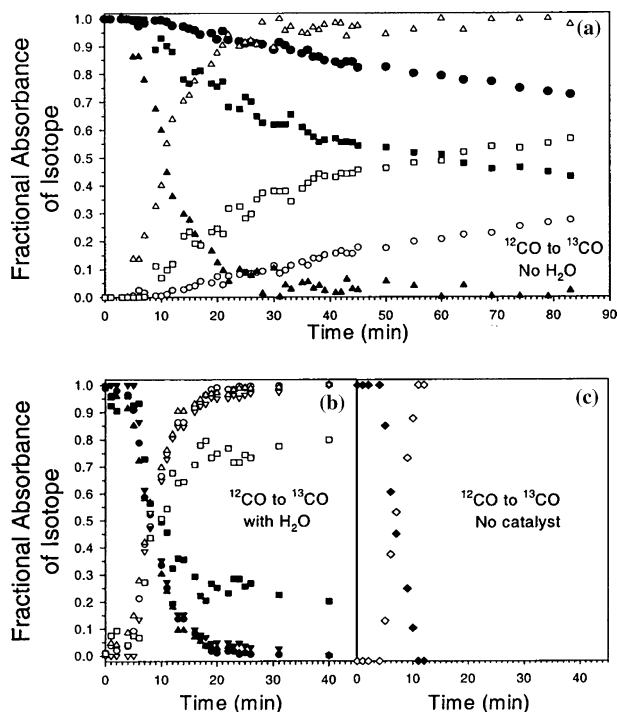 Fractional Absorbance
of Isotope
1.0
0.9
0.8
0.7
0.6
0.5
0.4
0.3
0.2
0.1
0.0
(a)
¹²CO to ¹³CO
No H₂O
0 10 20 30 40 50 60 70 80 90
Time (min)
Fractional Absorbance
of Isotope
1.0
0.9
0.8
0.7
0.6
0.5
0.4
0.3
0.2
0.1
0.0
(b)
¹²CO to ¹³CO
with H₂O
0 10 20 30 40
Time (min)
(c)
¹²CO to ¹³CO
No catalyst
0 10 20 30 40
Time (min)